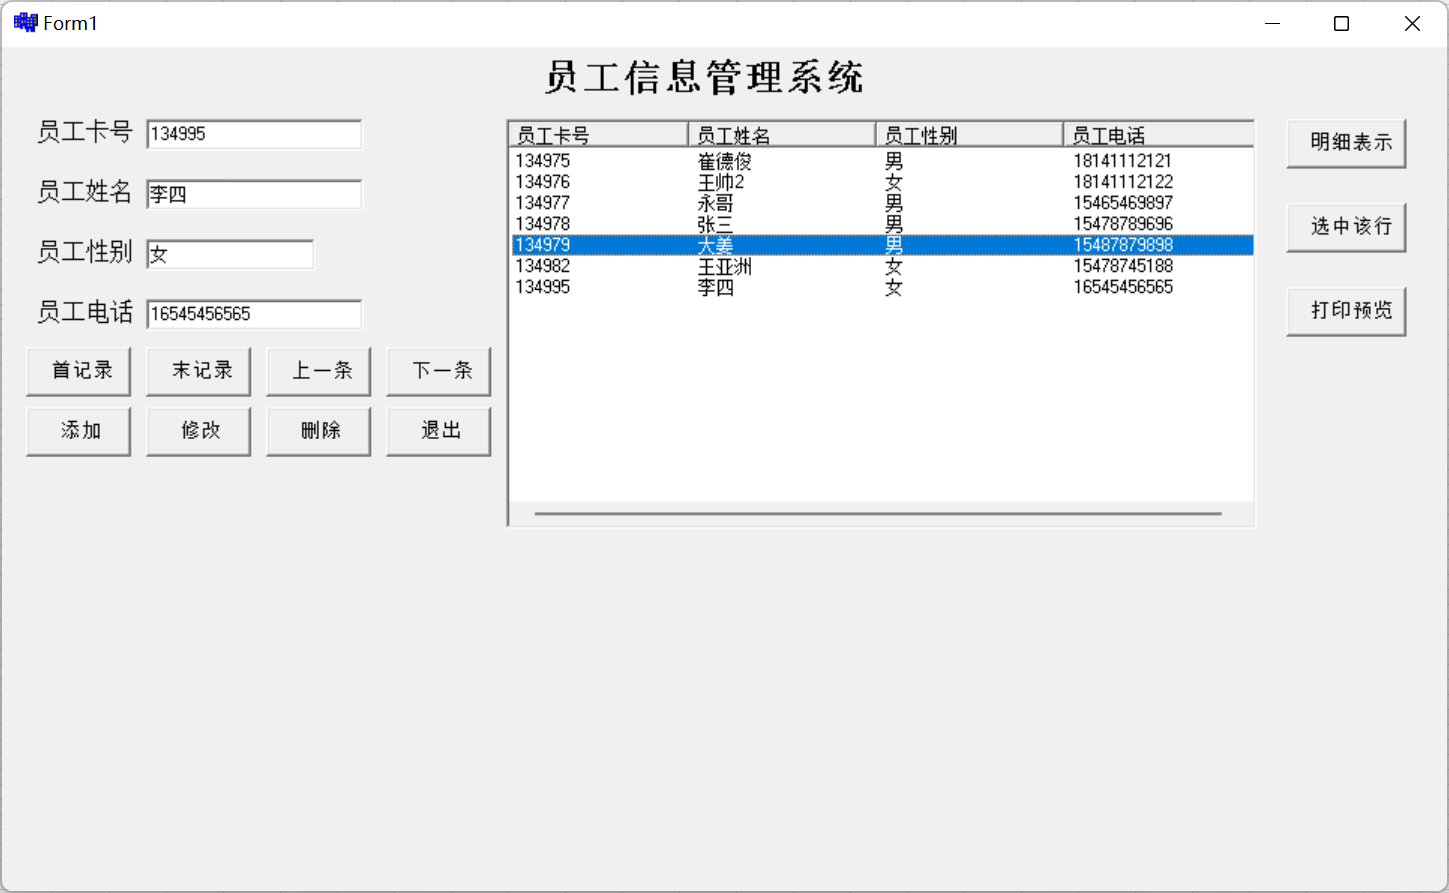 Form1
员工信息管理系统
员工卡号 134995
员工姓名 李四
员工性别 女
员工电话 16545456565
首记录 末记录 上一条 下一条
添加 修改 删除 退出
员工卡号 员工姓名 员工性别 员工电话
134975 崔德俊 男 18141112121
134976 王帅2 女 18141112122
134977 永哥 男 15465469897
134978 张三 男 15478789696
134979 大姜 男 15487879898
134982 王亚洲 女 15478745188
134995 李四 女 16545456565
明细表示
选中该行
打印预览